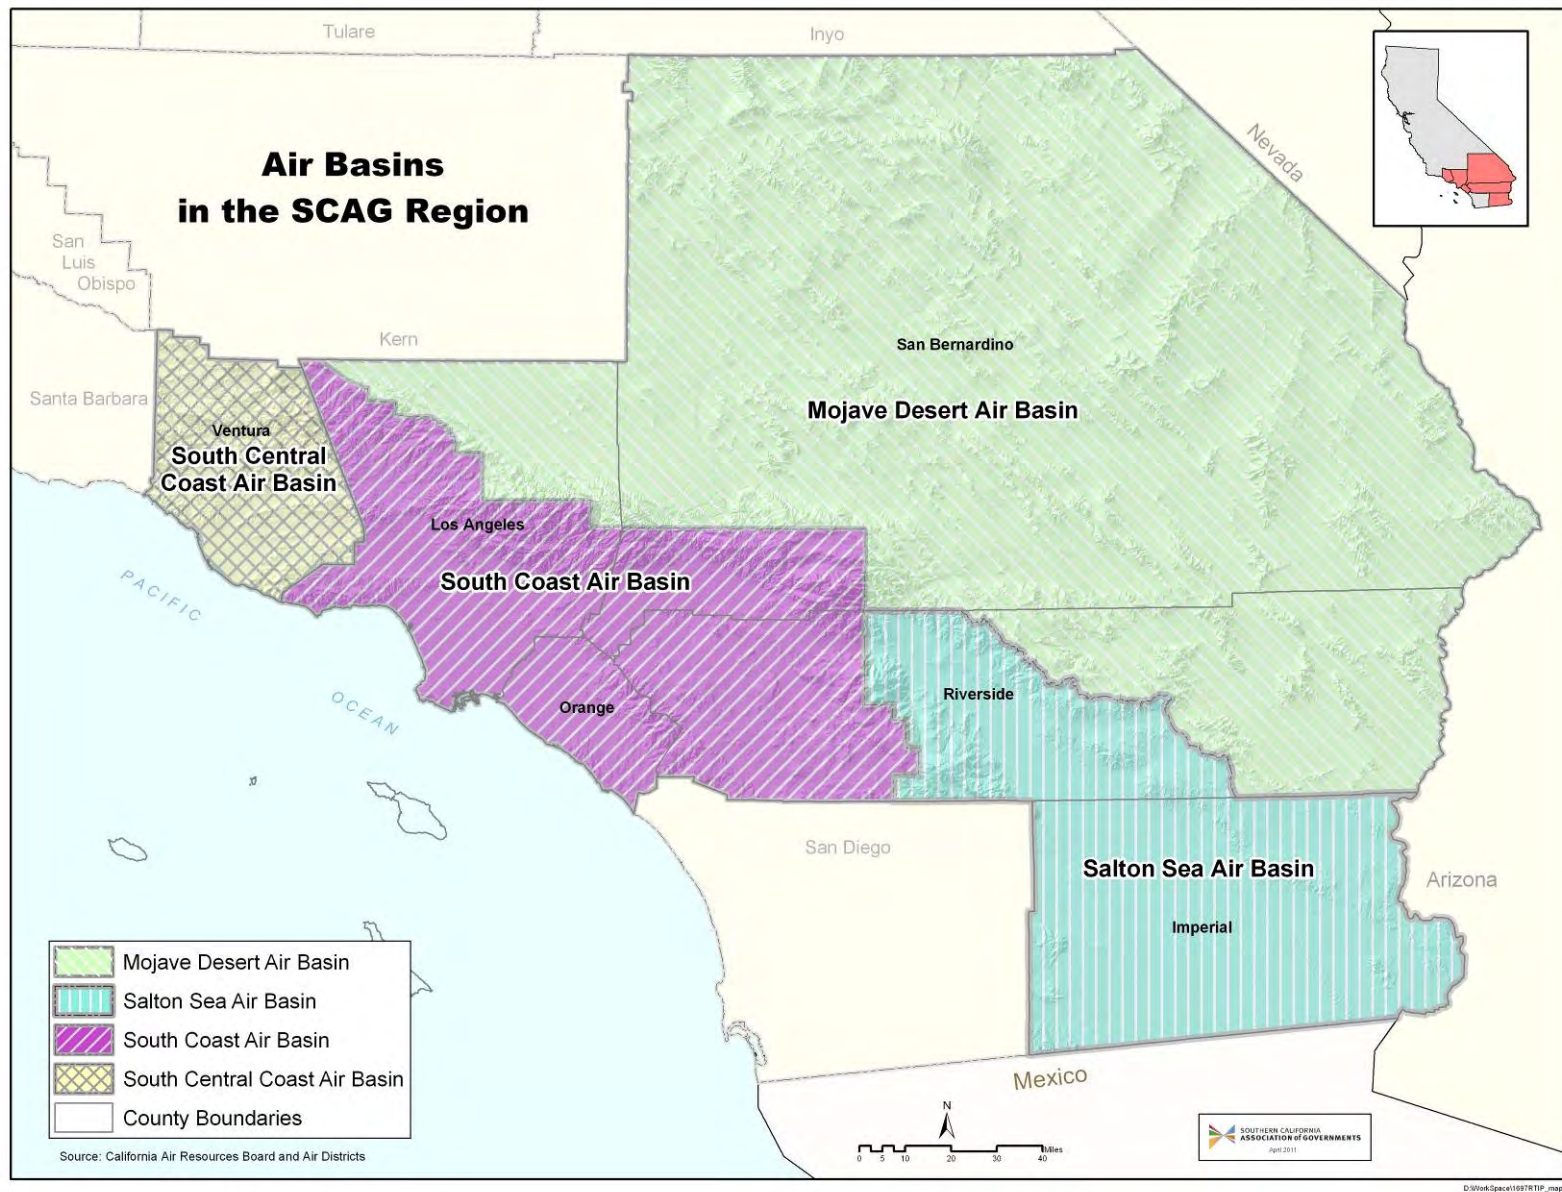 Tulare
Inyo
Air Basins
in the SCAG Region
Nevada
San
Luis
Obispo
Kern
San Bernardino
Santa Barbara
Mojave Desert Air Basin
Ventura
South Central
Coast Air Basin
Los Angeles
South Coast Air Basin
PACIFIC
OCEAN
Riverside
Orange
San Diego
Salton Sea Air Basin
Arizona
Imperial
Mojave Desert Air Basin
Salton Sea Air Basin
South Coast Air Basin
South Central Coast Air Basin
County Boundaries
Source: California Air Resources Board and Air Districts
Mexico
N
Miles
0 5 10 20 30 40
SOUTHERN CALIFORNIA
ASSOCIATION of GOVERNMENTS
April 2011
D:\WorkSpace\1697RTIP_map